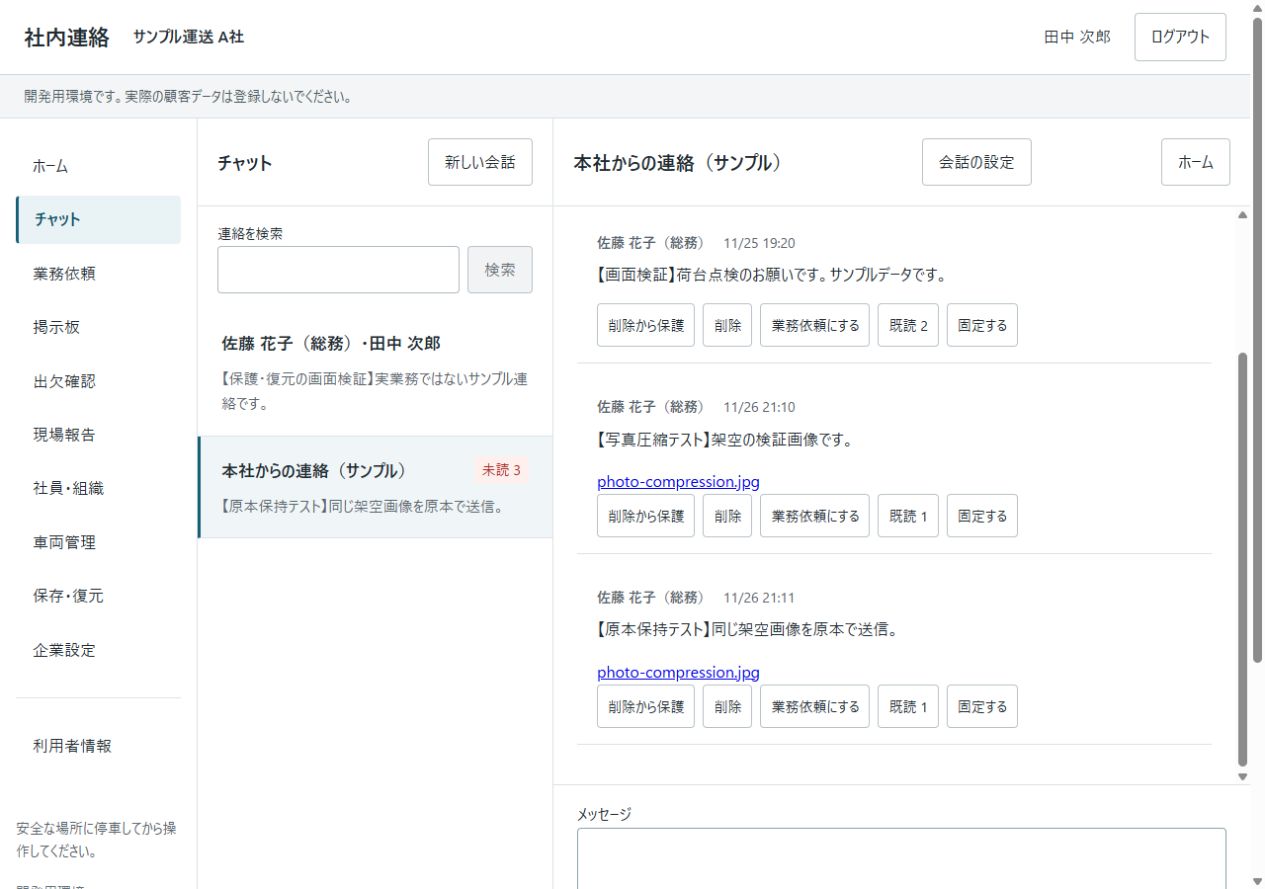 社内連絡 サンプル運送 A社
田中 次郎
ログアウト
開発用環境です。実際の顧客データは登録しないでください。
ホーム
チャット
業務依頼
掲示板
出欠確認
現場報告
社員・組織
車両管理
保存・復元
企業設定
利用者情報
安全な場所に停車してから操
作してください。
チャット
新しい会話
連絡を検索
検索
佐藤 花子（総務）・田中 次郎
【保護・復元の画面検証】実業務ではないサンプル連
絡です。
本社からの連絡（サンプル）
未読 3
【原本保持テスト】同じ架空画像を原本で送信。
本社からの連絡（サンプル）
会話の設定
ホーム
佐藤 花子（総務） 11/25 19:20
【画面検証】荷台点検のお願いです。サンプルデータです。
削除から保護 削除 業務依頼にする 既読 2 固定する
佐藤 花子（総務） 11/26 21:10
【写真圧縮テスト】架空の検証画像です。
photo-compression.jpg
削除から保護 削除 業務依頼にする 既読 1 固定する
佐藤 花子（総務） 11/26 21:11
【原本保持テスト】同じ架空画像を原本で送信。
photo-compression.jpg
削除から保護 削除 業務依頼にする 既読 1 固定する
メッセージ